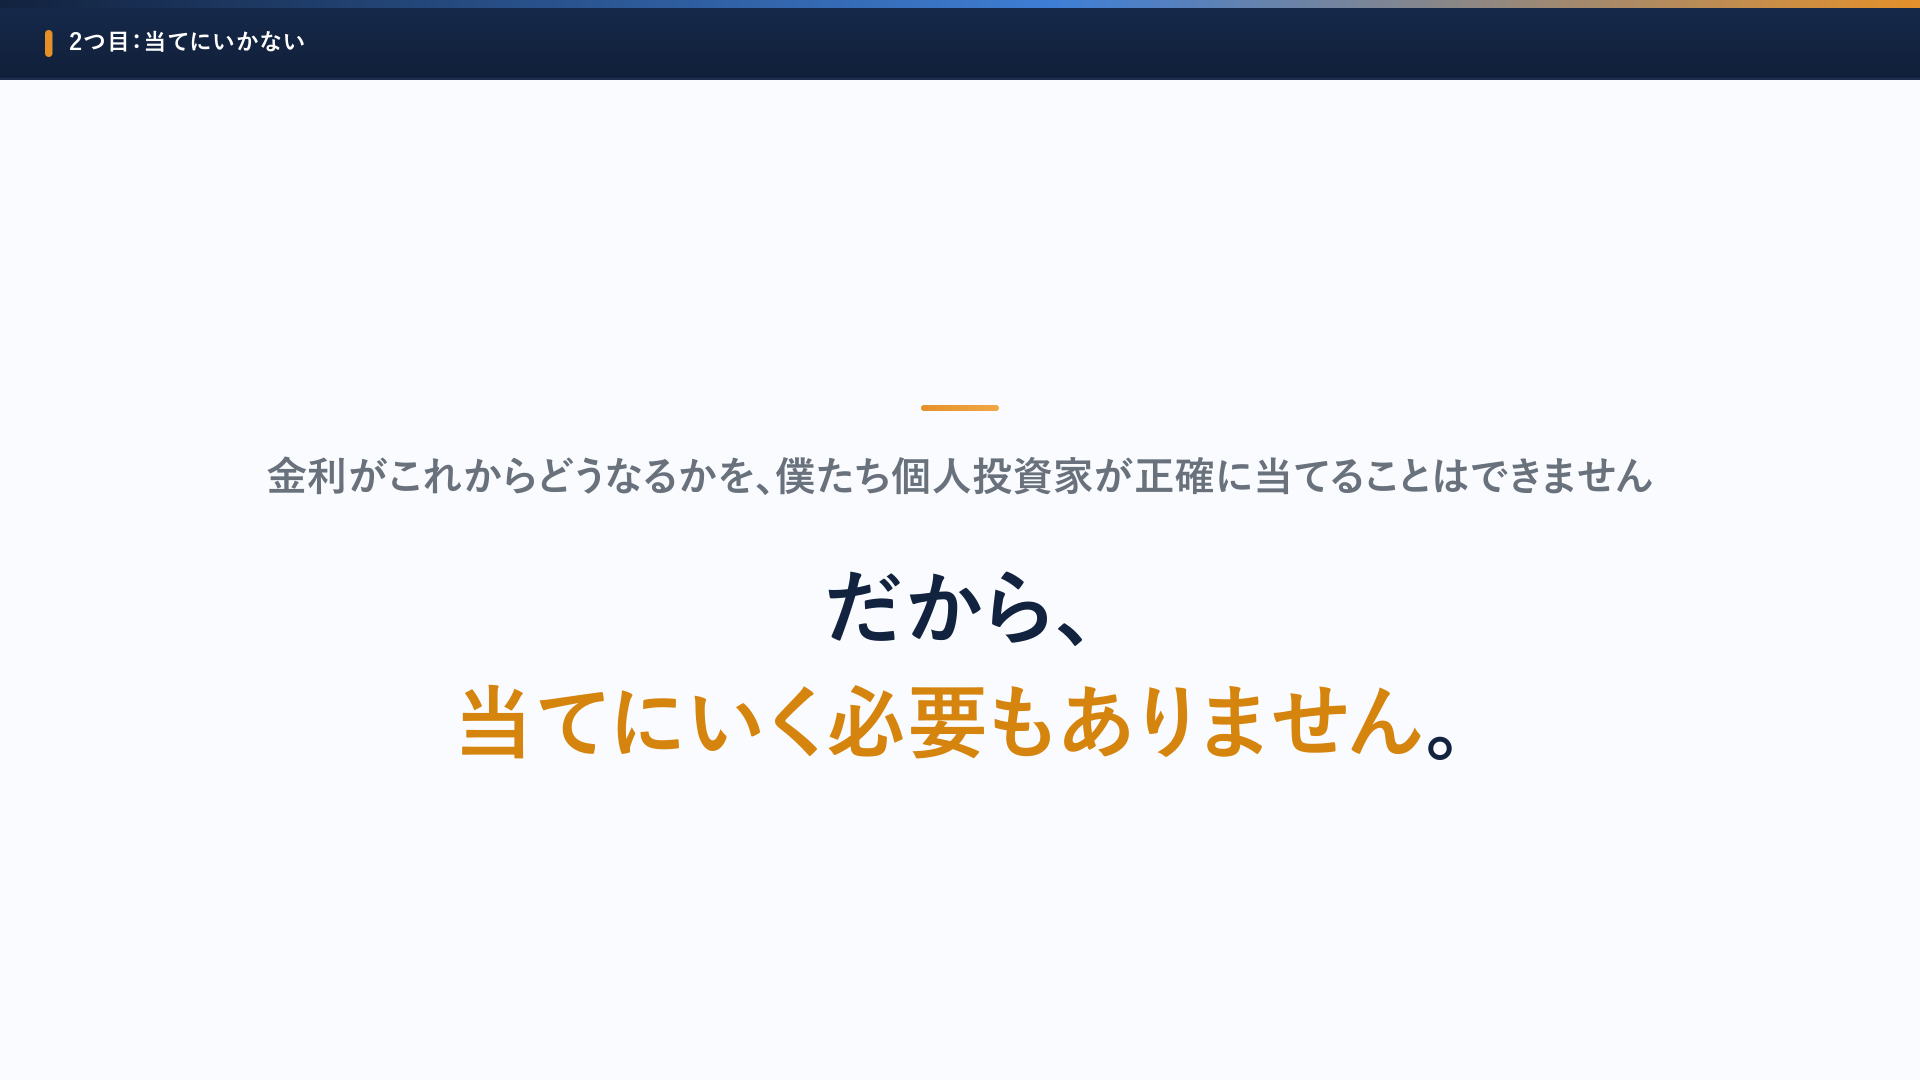 2つ目：当てにいかない
金利がこれからどうなるかを、僕たち個人投資家が正確に当てることはできません
だから、
当てにいく必要もありません。